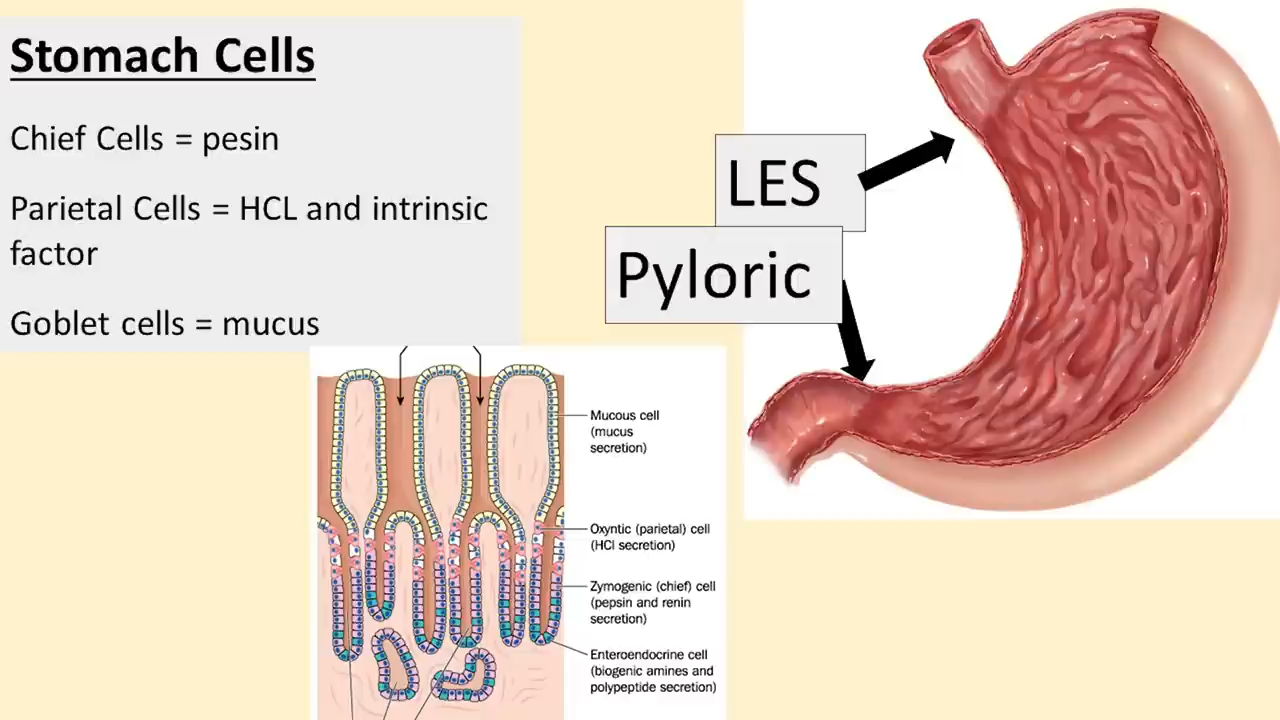 Stomach Cells
Chief Cells = pesin
Parietal Cells = HCL and intrinsic
factor
Goblet cells = mucus
LES
Pyloric
Mucous cell
(mucus
secretion)
Oxyntic (parietal) cell
(HCl secretion)
Zymogenic (chief) cell
(pepsin and renin
secretion)
Enteroendocrine cell
(biogenic amines and
polypeptide secretion)